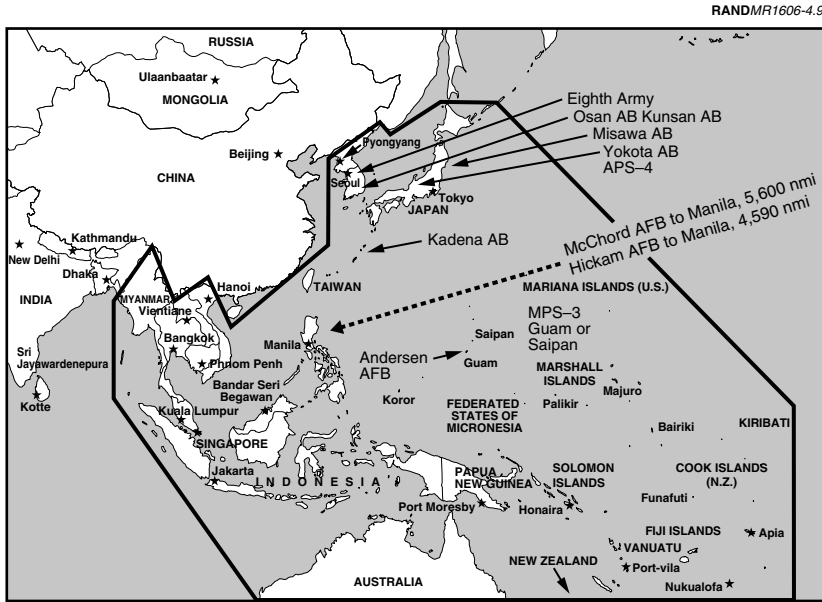 RANDMR1606-4.9
RUSSIA
Ulaanbaatar
MONGOLIA
Eighth Army
Osan AB Kunsan AB
Misawa AB
Yokota AB
APS–4
Pyongyang
Beijing
Seoul
CHINA
Tokyo
JAPAN
McChord AFB to Manila, 5,600 nmi
Hickam AFB to Manila, 4,590 nmi
Kadena AB
Kathmandu
New Delhi
Dhaka
Hanoi
TAIWAN
MARIANA ISLANDS (U.S.)
INDIA
MYANMAR
Vientiane
MPS–3
Guam or
Saipan
Saipan
Manila
Bangkok
Andersen
AFB
Guam
Sri
Jayawardenepura
Phnom Penh
MARSHALL
ISLANDS
Bandar Seri
Begawan
Majuro
Koror
FEDERATED
STATES OF
MICRONESIA
Palikir
Kotte
Kuala Lumpur
Bairiki
KIRIBATI
SINGAPORE
Jakarta
INDONESIA
PAPUA
NEW GUINEA
SOLOMON
ISLANDS
COOK ISLANDS
(N.Z.)
Port Moresby
Honaira
Funafuti
FIJI ISLANDS
Apia
VANUATU
NEW ZEALAND
Port-vila
AUSTRALIA
Nukualofa